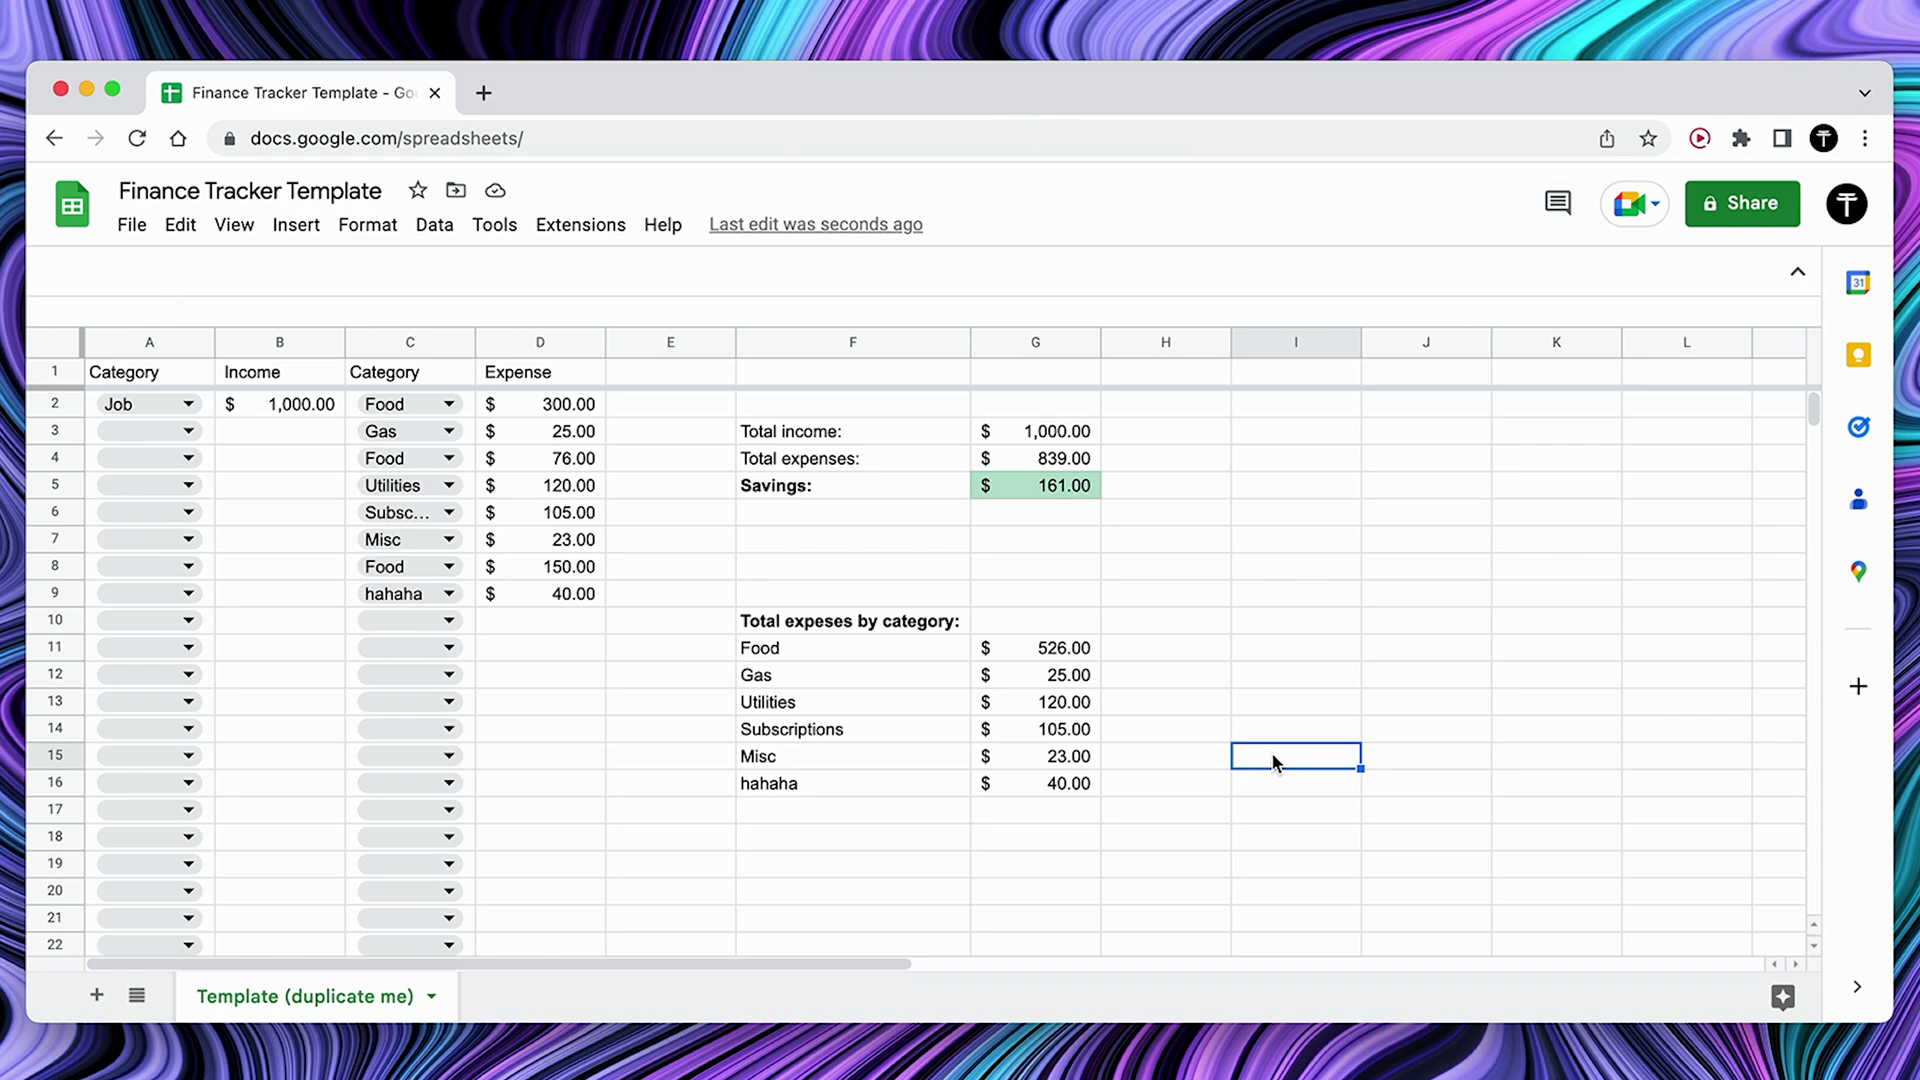 Finance Tracker Template - Go
docs.google.com/spreadsheets/
Finance Tracker Template
File Edit View Insert Format Data Tools Extensions Help Last edit was seconds ago
Share
31
A B C D E F G H I J K L
1 Category Income Category Expense
2 Job $ 1,000.00 Food $ 300.00
3 Gas $ 25.00 Total income: $ 1,000.00
4 Food $ 76.00 Total expenses: $ 839.00
5 Utilities $ 120.00 Savings: $ 161.00
6 Subsc... $ 105.00
7 Misc $ 23.00
8 Food $ 150.00
9 hahaha $ 40.00
10 Total expeses by category:
11 Food $ 526.00
12 Gas $ 25.00
13 Utilities $ 120.00
14 Subscriptions $ 105.00
15 Misc $ 23.00
16 hahaha $ 40.00
17
18
19
20
21
22
Template (duplicate me)